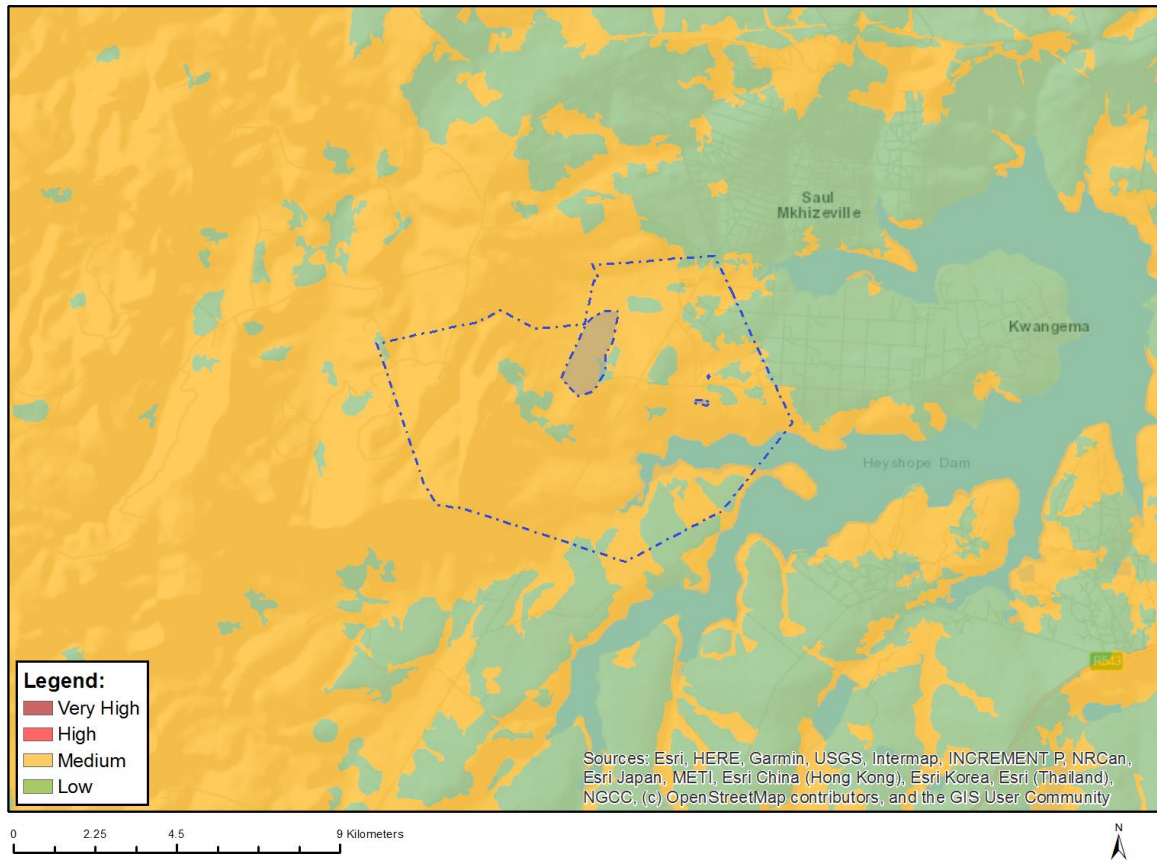 Saul
Mkhizeville
Kwangema
Heyshope Dam
R543
Legend:
Very High
High
Medium
Low
Sources: Esri, HERE, Garmin, USGS, Intermap, INCREMENT P, NRCan,
Esri Japan, METI, Esri China (Hong Kong), Esri Korea, Esri (Thailand),
NGCC, (c) OpenStreetMap contributors, and the GIS User Community
0 2.25 4.5 9 Kilometers
N